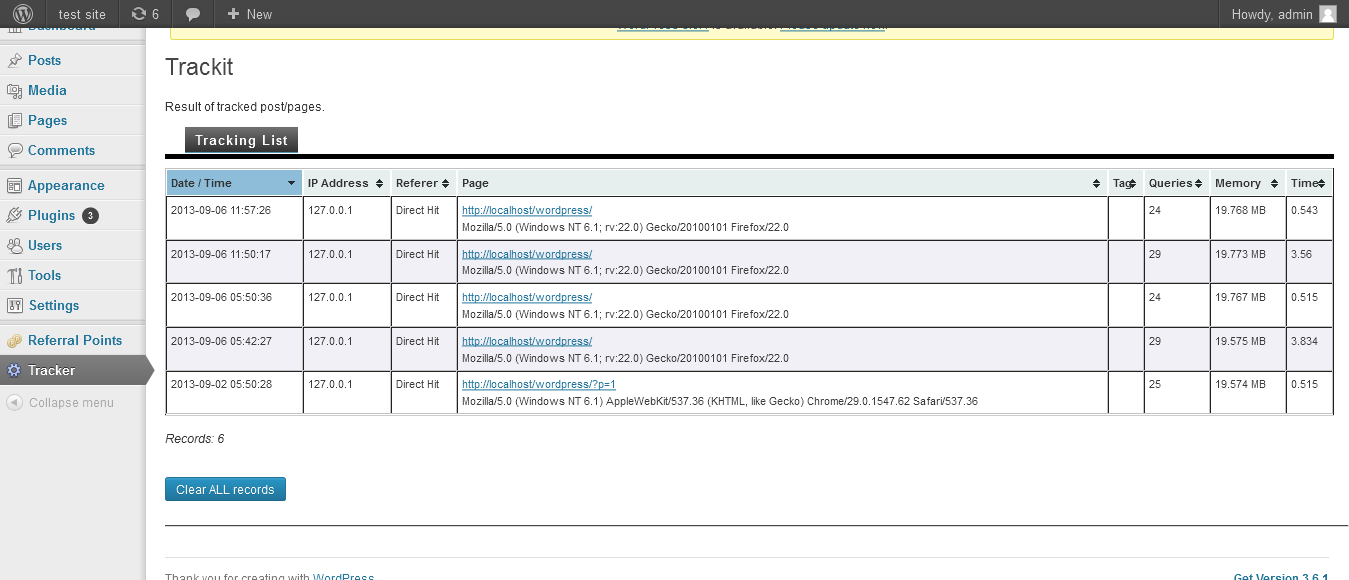 test site 6 + New Howdy, admin
Dashboard
Please update now
Posts
Media
Pages
Comments
Appearance
Plugins 3
Users
Tools
Settings
Referral Points
Tracker
Collapse menu
Trackit
Result of tracked post/pages.
Tracking List
Date / Time IP Address Referer Page Tag Queries Memory Time
2013-09-06 11:57:26 127.0.0.1 Direct Hit http://localhost/wordpress/ 24 19.768 MB 0.543
Mozilla/5.0 (Windows NT 6.1; rv:22.0) Gecko/20100101 Firefox/22.0
2013-09-06 11:50:17 127.0.0.1 Direct Hit http://localhost/wordpress/ 29 19.773 MB 3.56
Mozilla/5.0 (Windows NT 6.1; rv:22.0) Gecko/20100101 Firefox/22.0
2013-09-06 05:50:36 127.0.0.1 Direct Hit http://localhost/wordpress/ 24 19.767 MB 0.515
Mozilla/5.0 (Windows NT 6.1; rv:22.0) Gecko/20100101 Firefox/22.0
2013-09-06 05:42:27 127.0.0.1 Direct Hit http://localhost/wordpress/ 29 19.575 MB 3.834
Mozilla/5.0 (Windows NT 6.1; rv:22.0) Gecko/20100101 Firefox/22.0
2013-09-02 05:50:28 127.0.0.1 Direct Hit http://localhost/wordpress/?p=1 25 19.574 MB 0.515
Mozilla/5.0 (Windows NT 6.1) AppleWebKit/537.36 (KHTML, like Gecko) Chrome/29.0.1547.62 Safari/537.36
Records: 6
Clear ALL records
Thank you for creating with WordPress Get Version 3.6.1